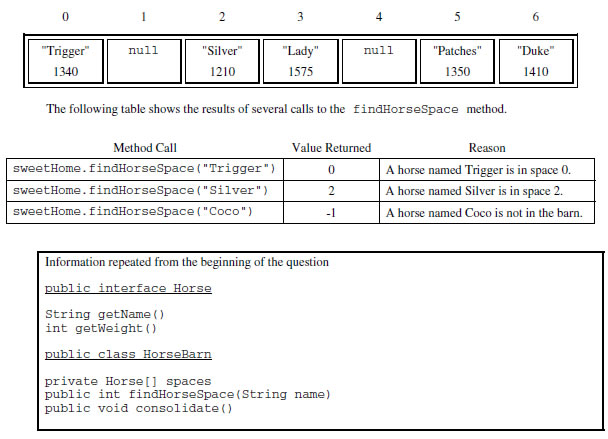 0 1 2 3 4 5 6
"Trigger" null "Silver" "Lady" null "Patches" "Duke"
1340 1210 1575 1350 1410
The following table shows the results of several calls to the findHorseSpace method.
Method Call Value Returned Reason
sweetHome.findHorseSpace("Trigger") 0 A horse named Trigger is in space 0.
sweetHome.findHorseSpace("Silver") 2 A horse named Silver is in space 2.
sweetHome.findHorseSpace("Coco") -1 A horse named Coco is not in the barn.
Information repeated from the beginning of the question
public interface Horse
String getName()
int getWeight()
public class HorseBarn
private Horse[] spaces
public int findHorseSpace(String name)
public void consolidate()